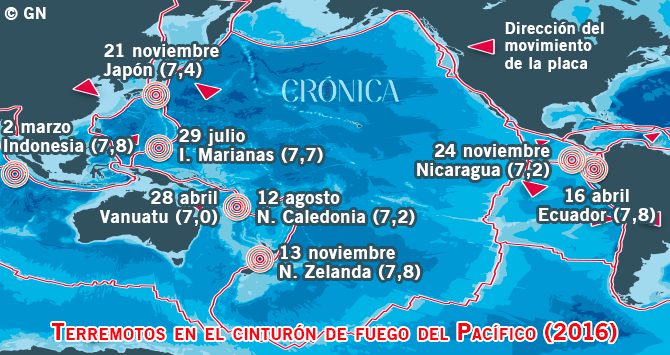 © GN
Dirección del
movimiento
de la placa
21 noviembre
Japón (7,4)
CRÓNICA
2 marzo
Indonesia (7,8)
29 julio
I. Marianas (7,7)
24 noviembre
Nicaragua (7,2)
28 abril
Vanuatu (7,0)
12 agosto
N. Caledonia (7,2)
16 abril
Ecuador (7,8)
13 noviembre
N. Zelanda (7,8)
Terremotos en el cinturón de fuego del Pacífico (2016)